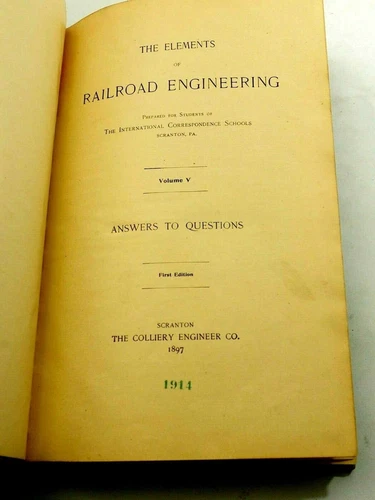 THE ELEMENTS
OF
RAILROAD ENGINEERING
PREPARED FOR STUDENTS OF
THE INTERNATIONAL CORRESPONDENCE SCHOOLS
SCRANTON, PA.
Volume V
ANSWERS TO QUESTIONS
First Edition
SCRANTON
THE COLLIERY ENGINEER CO.
1897
1914